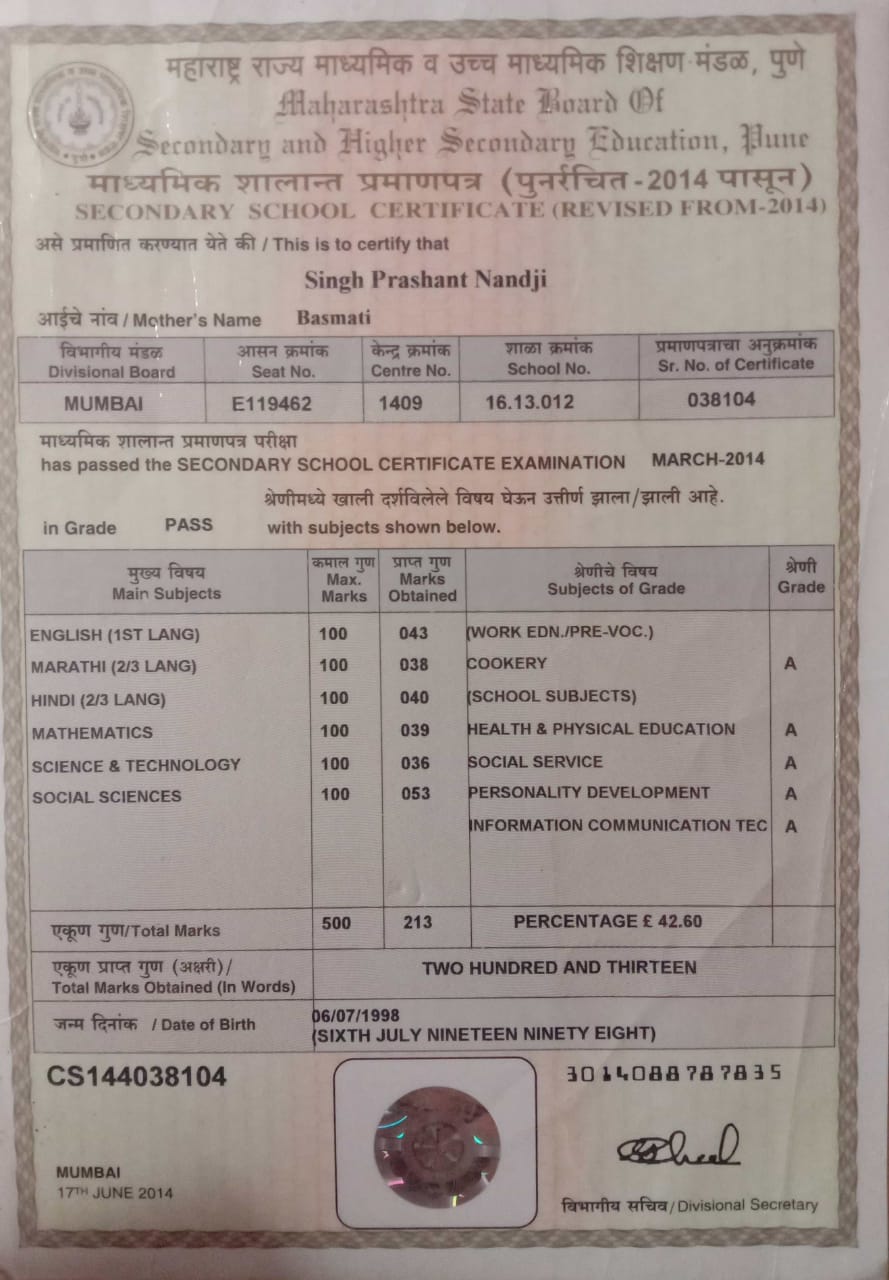 महाराष्ट्र राज्य माध्यमिक व उच्च माध्यमिक शिक्षण मंडळ, पुणे
Maharashtra State Board Of
Secondary and Higher Secondary Education, Pune
माध्यमिक शालान्त प्रमाणपत्र (पुनर्रचित-2014 पासून)
SECONDARY SCHOOL CERTIFICATE (REVISED FROM-2014)
असे प्रमाणित करण्यात येते की / This is to certify that
Singh Prashant Nandji
आईचे नांव / Mother's Name Basmati
विभागीय मंडळ आसन क्रमांक केन्द्र क्रमांक शाळा क्रमांक प्रमाणपत्राचा अनुक्रमांक
Divisional Board Seat No. Centre No. School No. Sr. No. of Certificate
MUMBAI E119462 1409 16.13.012 038104
माध्यमिक शालान्त प्रमाणपत्र परीक्षा
has passed the SECONDARY SCHOOL CERTIFICATE EXAMINATION MARCH-2014
श्रेणीमध्ये खाली दर्शविलेले विषय घेऊन उत्तीर्ण झाला/झाली आहे.
in Grade PASS with subjects shown below.
मुख्य विषय कमाल गुण प्राप्त गुण श्रेणीचे विषय श्रेणी
Main Subjects Max. Marks Marks Obtained Subjects of Grade Grade
ENGLISH (1ST LANG) 100 043 (WORK EDN./PRE-VOC.)
MARATHI (2/3 LANG) 100 038 COOKERY A
HINDI (2/3 LANG) 100 040 (SCHOOL SUBJECTS)
MATHEMATICS 100 039 HEALTH & PHYSICAL EDUCATION A
SCIENCE & TECHNOLOGY 100 036 SOCIAL SERVICE A
SOCIAL SCIENCES 100 053 PERSONALITY DEVELOPMENT A
INFORMATION COMMUNICATION TEC A
एकूण गुण/Total Marks 500 213 PERCENTAGE £ 42.60
एकूण प्राप्त गुण (अक्षरी)/
Total Marks Obtained (In Words) TWO HUNDRED AND THIRTEEN
जन्म दिनांक / Date of Birth 06/07/1998
(SIXTH JULY NINETEEN NINETY EIGHT)
CS144038104 3014088787835
MUMBAI
17TH JUNE 2014
विभागीय सचिव/Divisional Secretary